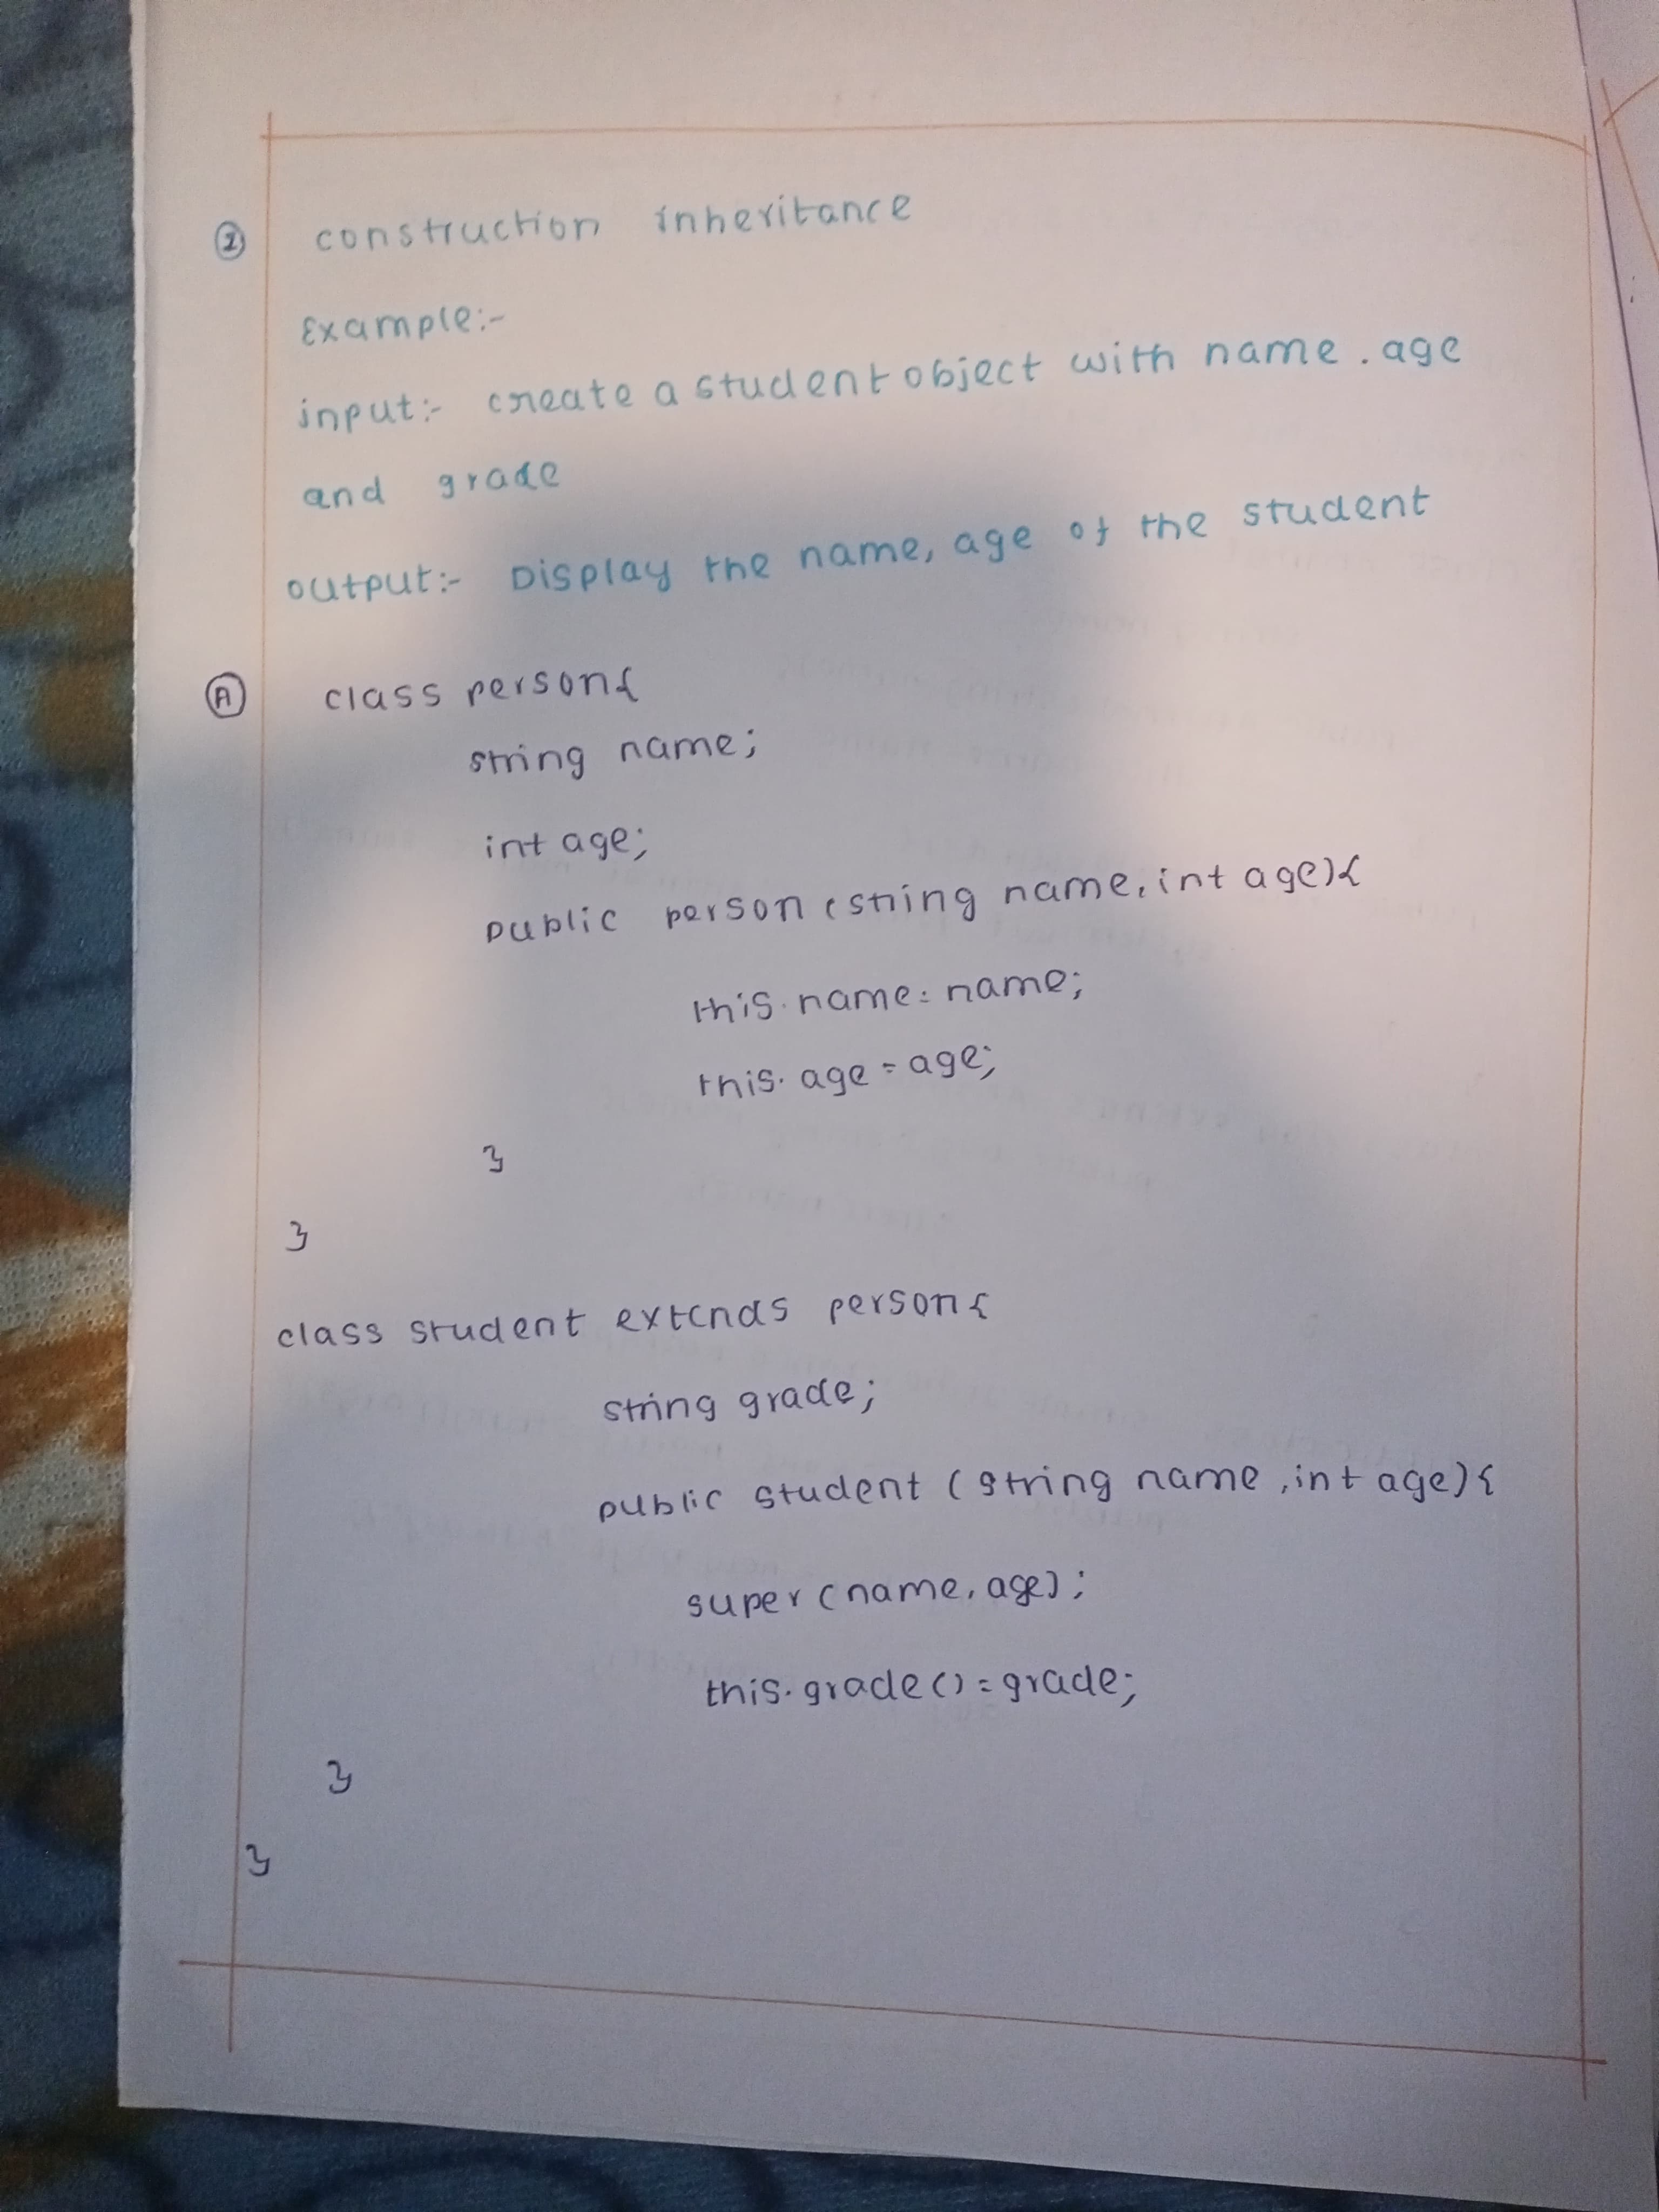 ② construction inheritance
Example:-
input:- create a student object with name. age
and grade
output:- Display the name, age of the student
Ⓐ class person{
string name;
int age;
public person (string name, int age){
this.name = name;
this.age = age;
}
}
class student extends person{
string grade;
public student (string name, int age){
super (name, age);
this.grade() = grade;
}
}